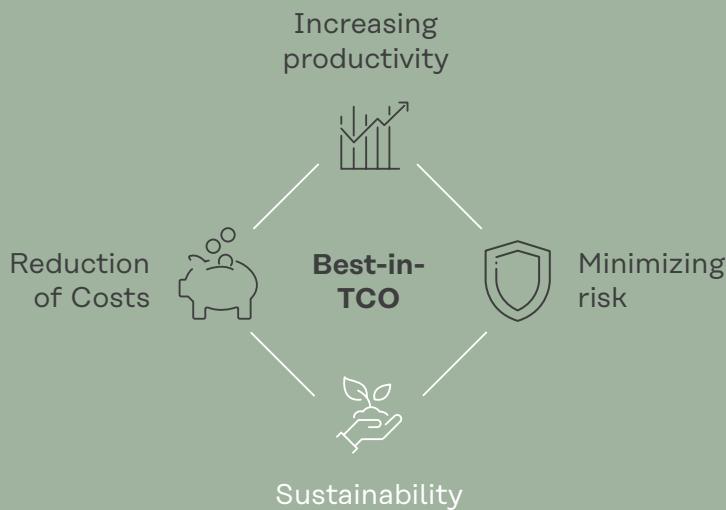 Increasing
productivity
Reduction
of Costs
Best-in-
TCO
Minimizing
risk
Sustainability